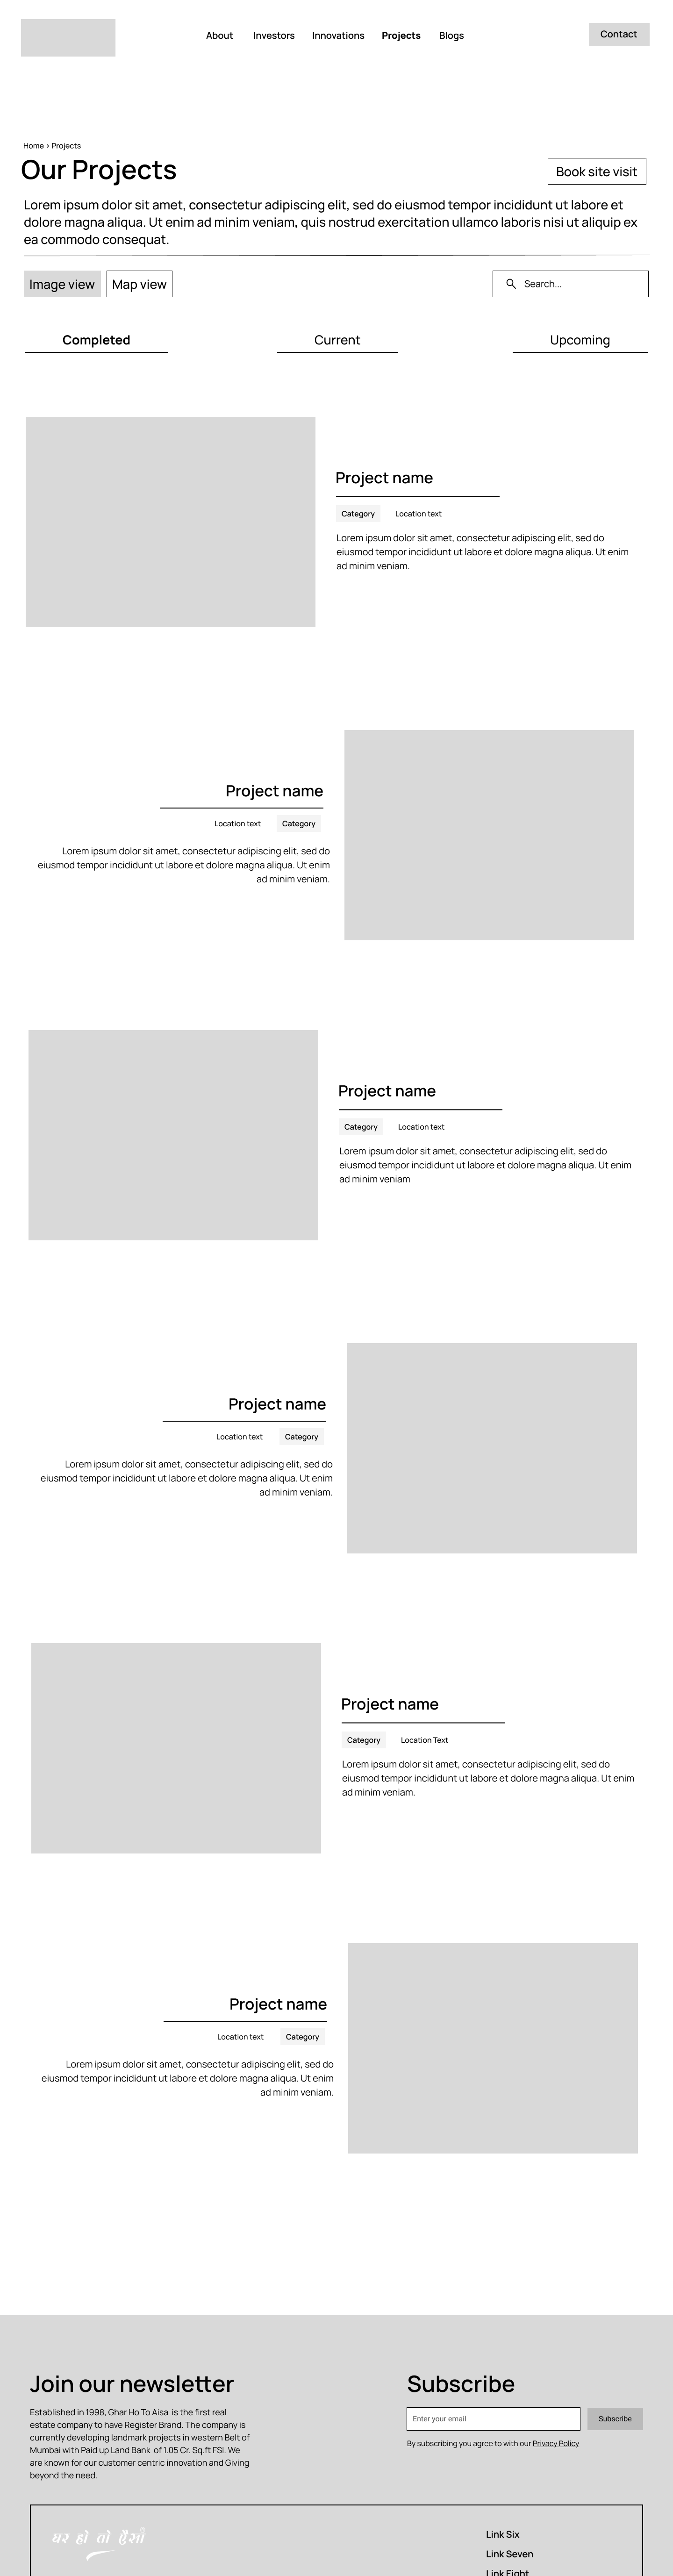 About Investors Innovations Projects Blogs Contact
Home > Projects
Our Projects
Book site visit
Lorem ipsum dolor sit amet, consectetur adipiscing elit, sed do eiusmod tempor incididunt ut labore et
dolore magna aliqua. Ut enim ad minim veniam, quis nostrud exercitation ullamco laboris nisi ut aliquip ex
ea commodo consequat.
Image view Map view Search...
Completed Current Upcoming
Project name
Category Location text
Lorem ipsum dolor sit amet, consectetur adipiscing elit, sed do
eiusmod tempor incididunt ut labore et dolore magna aliqua. Ut enim
ad minim veniam.
Project name
Location text Category
Lorem ipsum dolor sit amet, consectetur adipiscing elit, sed do
eiusmod tempor incididunt ut labore et dolore magna aliqua. Ut enim
ad minim veniam.
Project name
Category Location text
Lorem ipsum dolor sit amet, consectetur adipiscing elit, sed do
eiusmod tempor incididunt ut labore et dolore magna aliqua. Ut enim
ad minim veniam
Project name
Location text Category
Lorem ipsum dolor sit amet, consectetur adipiscing elit, sed do
eiusmod tempor incididunt ut labore et dolore magna aliqua. Ut enim
ad minim veniam.
Project name
Category Location Text
Lorem ipsum dolor sit amet, consectetur adipiscing elit, sed do
eiusmod tempor incididunt ut labore et dolore magna aliqua. Ut enim
ad minim veniam.
Project name
Location text Category
Lorem ipsum dolor sit amet, consectetur adipiscing elit, sed do
eiusmod tempor incididunt ut labore et dolore magna aliqua. Ut enim
ad minim veniam.
Join our newsletter
Established in 1998, Ghar Ho To Aisa is the first real
estate company to have Register Brand. The company is
currently developing landmark projects in western Belt of
Mumbai with Paid up Land Bank of 1.05 Cr. Sq.ft FSI. We
are known for our customer centric innovation and Giving
beyond the need.
Subscribe
Enter your email Subscribe
By subscribing you agree to with our Privacy Policy
घर हो तो ऐसा
Link Six
Link Seven
Link Eight